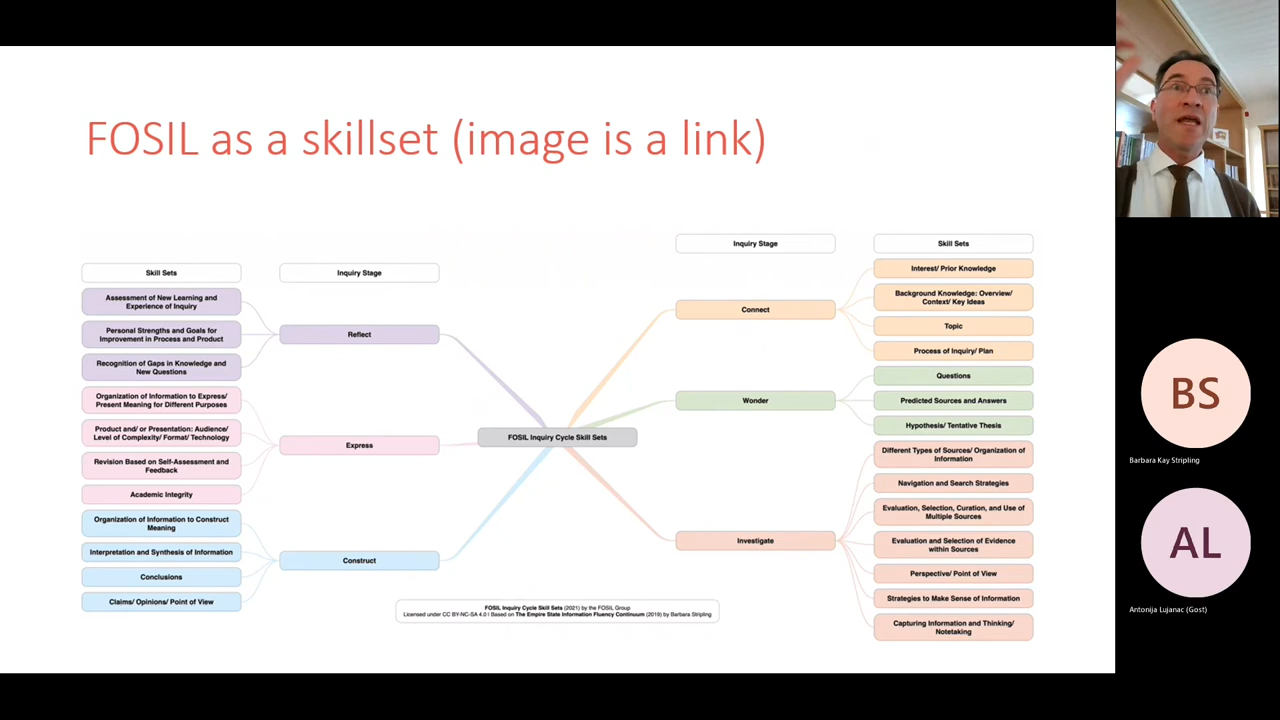 FOSIL as a skillset (image is a link)
Skill Sets
Inquiry Stage
Assessment of New Learning and
Experience of Inquiry
Personal Strengths and Goals for
Improvement in Process and Product
Reflect
Recognition of Gaps in Knowledge and
New Questions
Organization of Information to Express/
Present Meaning for Different Purposes
Product and/ or Presentation: Audience/
Level of Complexity/ Format/ Technology
Express
Revision Based on Self-Assessment and
Feedback
Academic Integrity
Organization of Information to Construct
Meaning
Interpretation and Synthesis of Information
Construct
Conclusions
Claims/ Opinions/ Point of View
FOSIL Inquiry Cycle Skill Sets
Inquiry Stage
Skill Sets
Interest/ Prior Knowledge
Background Knowledge: Overview/
Context/ Key Ideas
Connect
Topic
Process of Inquiry/ Plan
Questions
Wonder
Predicted Sources and Answers
Hypothesis/ Tentative Thesis
Different Types of Sources/ Organization of
Information
Navigation and Search Strategies
Evaluation, Selection, Curation, and Use of
Multiple Sources
Investigate
Evaluation and Selection of Evidence
within Sources
Perspective/ Point of View
Strategies to Make Sense of Information
Capturing Information and Thinking/
Notetaking
FOSIL Inquiry Cycle Skill Sets (2021) by the FOSIL Group
Licensed under CC BY-NC-SA 4.0 | Based on The Empire State Information Fluency Continuum (2019) by Barbara Stripling
BS
Barbara Kay Stripling
AL
Antonija Lujanac (Gost)